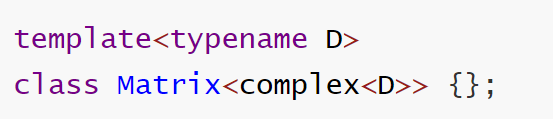 template<typename D>
class Matrix<complex<D>> {};